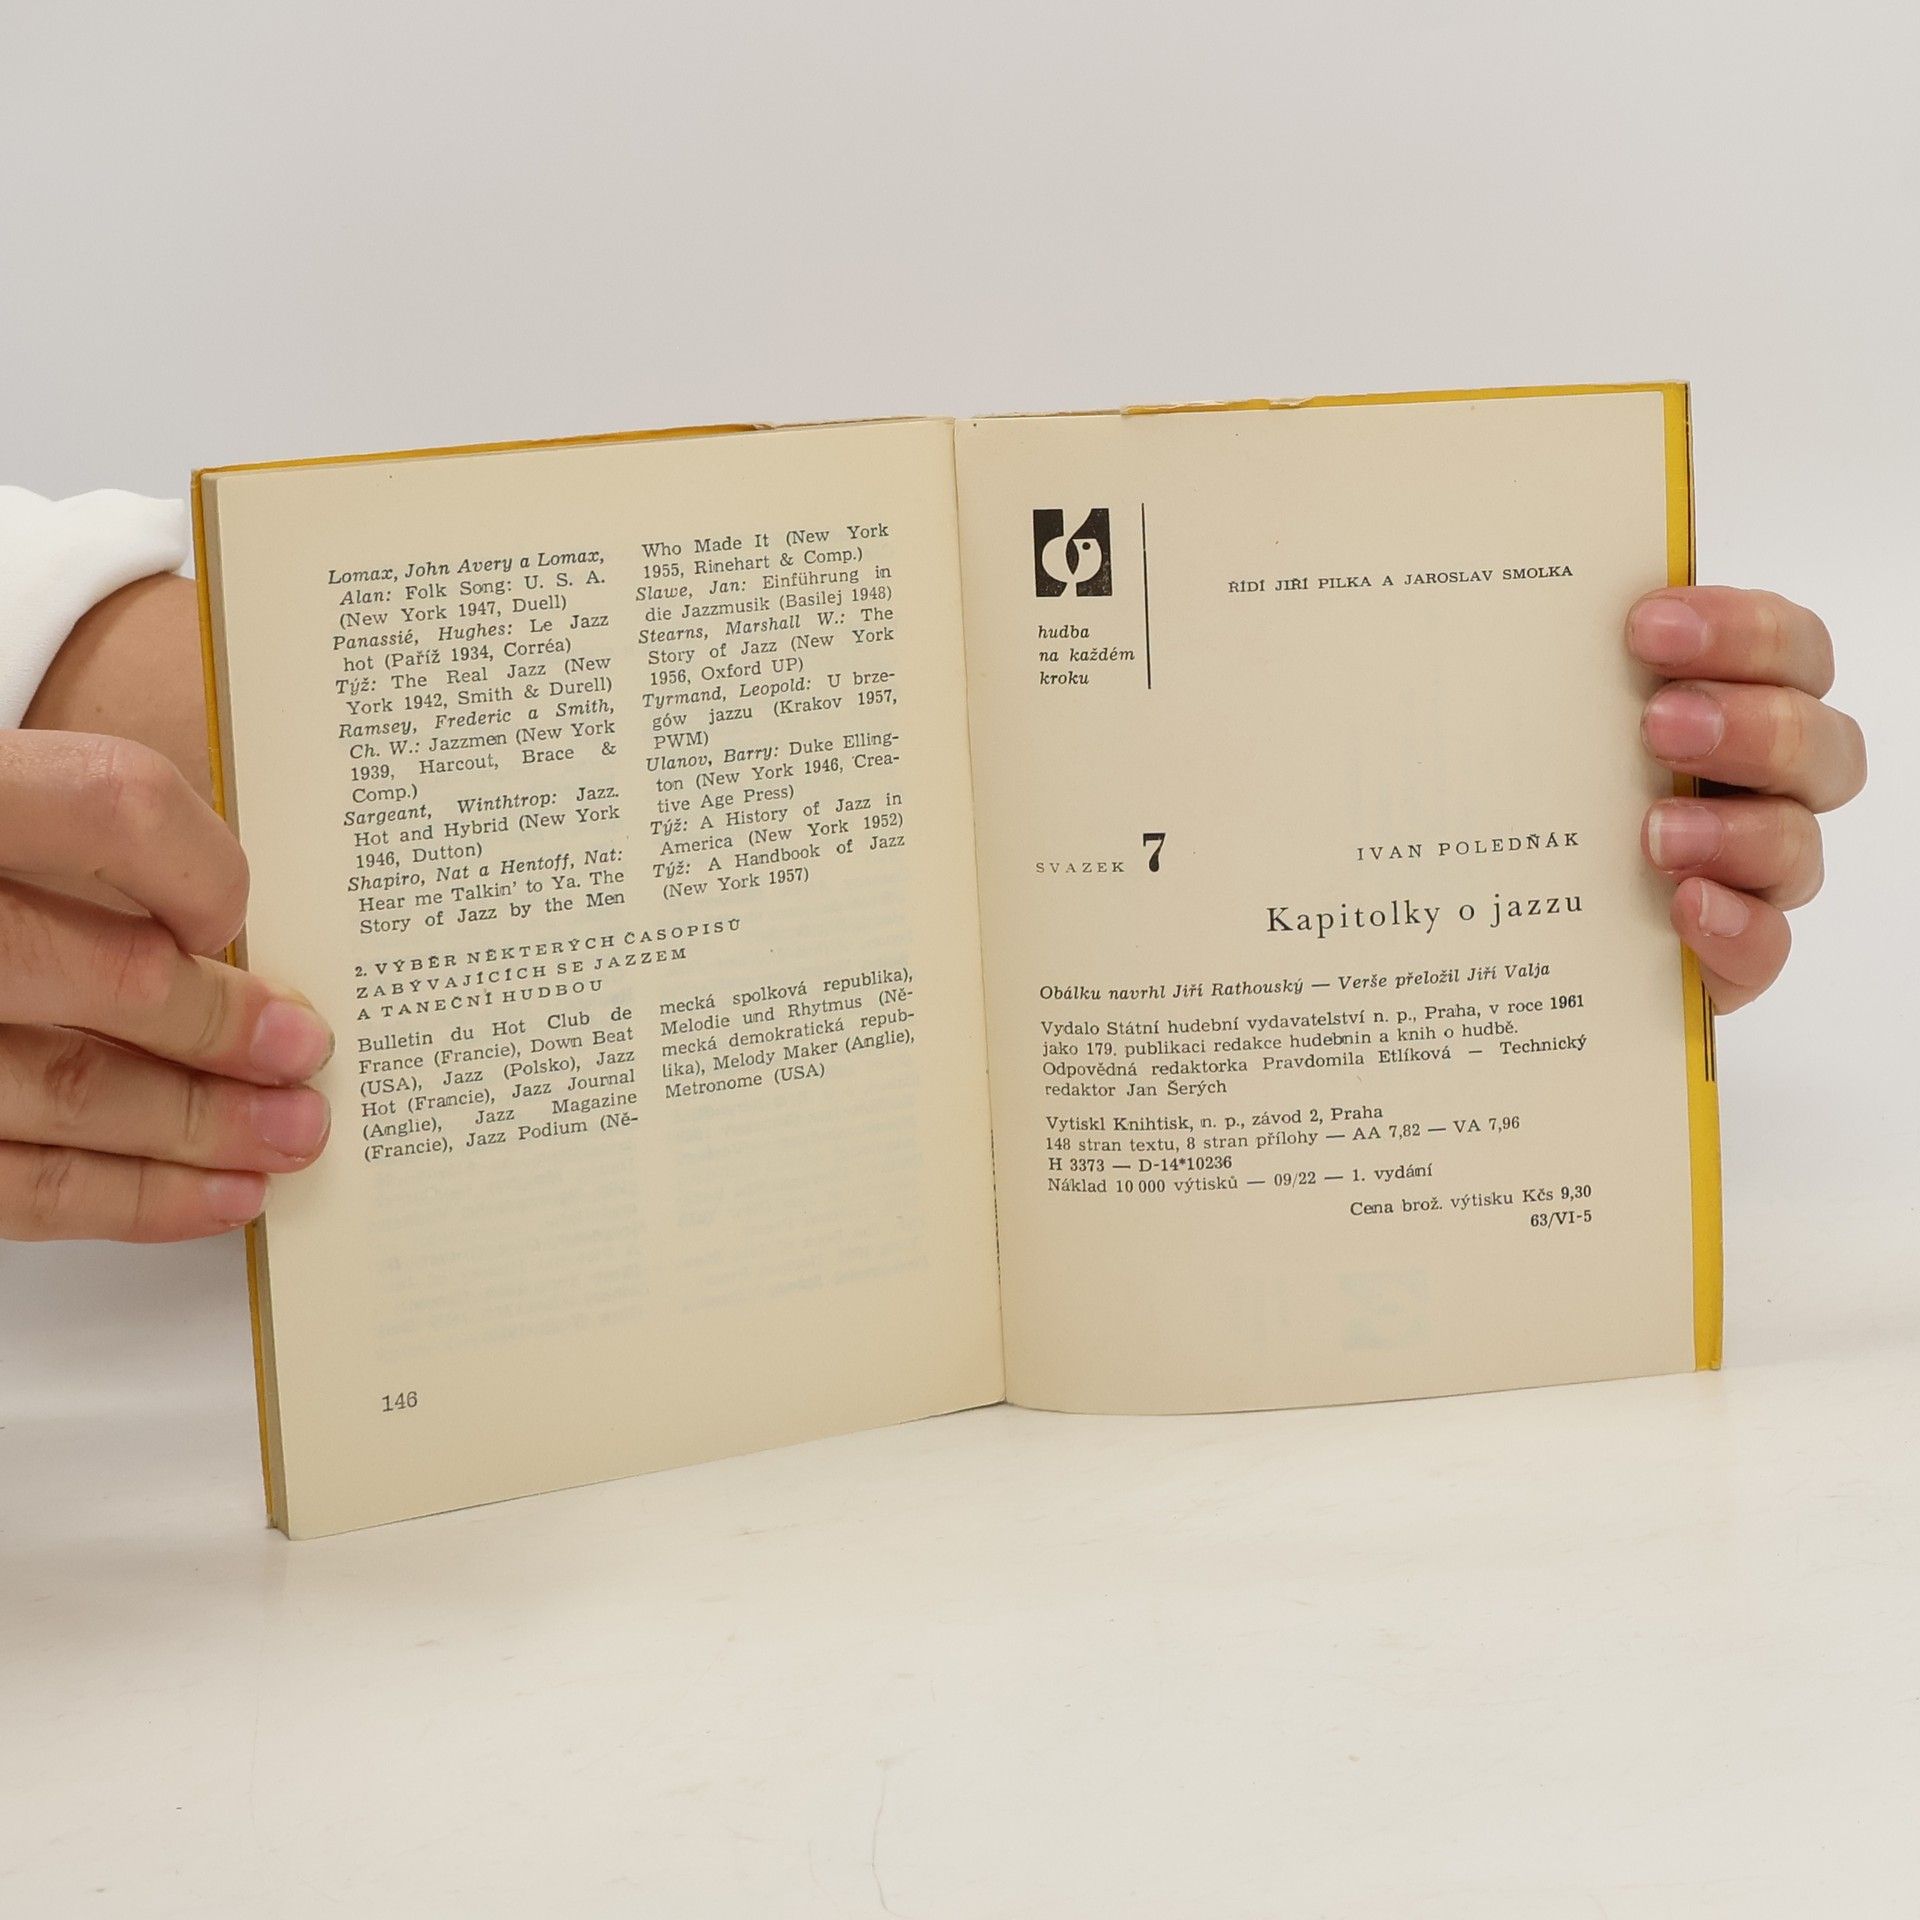 Lomax, John Avery a Lomax,
Alan: Folk Song: U. S. A.
(New York 1947, Duell)
Panassié, Hughes: Le Jazz
hot (Paříž 1934, Corréa)
Týž: The Real Jazz (New
York 1942, Smith & Durell)
Ramsey, Frederic a Smith,
Ch. W.: Jazzmen (New York
1939, Harcout, Brace &
Comp.)
Sargeant, Winthtrop: Jazz.
Hot and Hybrid (New York
1946, Dutton)
Shapiro, Nat a Hentoff, Nat:
Hear me Talkin' to Ya. The
Story of Jazz by the Men
Who Made It (New York
1955, Rinehart & Comp.)
Slawe, Jan: Einführung in
die Jazzmusik (Basilej 1948)
Stearns, Marshall W.: The
Story of Jazz (New York
1956, Oxford UP)
Tyrmand, Leopold: U brze-
gów jazzu (Krakov 1957,
PWM)
Ulanov, Barry: Duke Elling-
ton (New York 1946, Crea-
tive Age Press)
Týž: A History of Jazz in
America (New York 1952)
Týž: A Handbook of Jazz
(New York 1957)
2. VÝBĚR NĚKTERÝCH ČASOPISŮ
ZABÝVAJÍCÍCH SE JAZZEM
A TANEČNÍ HUDBOU
Bulletin du Hot Club de
France (Francie), Down Beat
(USA), Jazz (Polsko), Jazz
Hot (Francie), Jazz Journal
(Anglie), Jazz Magazine
(Francie), Jazz Podium (Ně-
mecká spolková republika),
Melodie und Rhytmus (Ně-
mecká demokratická repub-
lika), Melody Maker (Anglie),
Metronome (USA)
146
hudba
na každém
kroku
ŘÍDÍ JIŘÍ PILKA A JAROSLAV SMOLKA
SVAZEK 7
IVAN POLEDŇÁK
Kapitolky o jazzu
Obálku navrhl Jiří Rathouský — Verše přeložil Jiří Valja
Vydalo Státní hudební vydavatelství n. p., Praha, v roce 1961
jako 179. publikaci redakce hudebnin a knih o hudbě.
Odpovědná redaktorka Pravdomila Etlíková — Technický
redaktor Jan Šerých
Vytiskl Knihtisk, n. p., závod 2, Praha
148 stran textu, 8 stran přílohy — AA 7,82 — VA 7,96
H 3373 — D-14*10236
Náklad 10 000 výtisků — 09/22 — 1. vydání
Cena brož. výtisku Kčs 9,30
63/VI-5